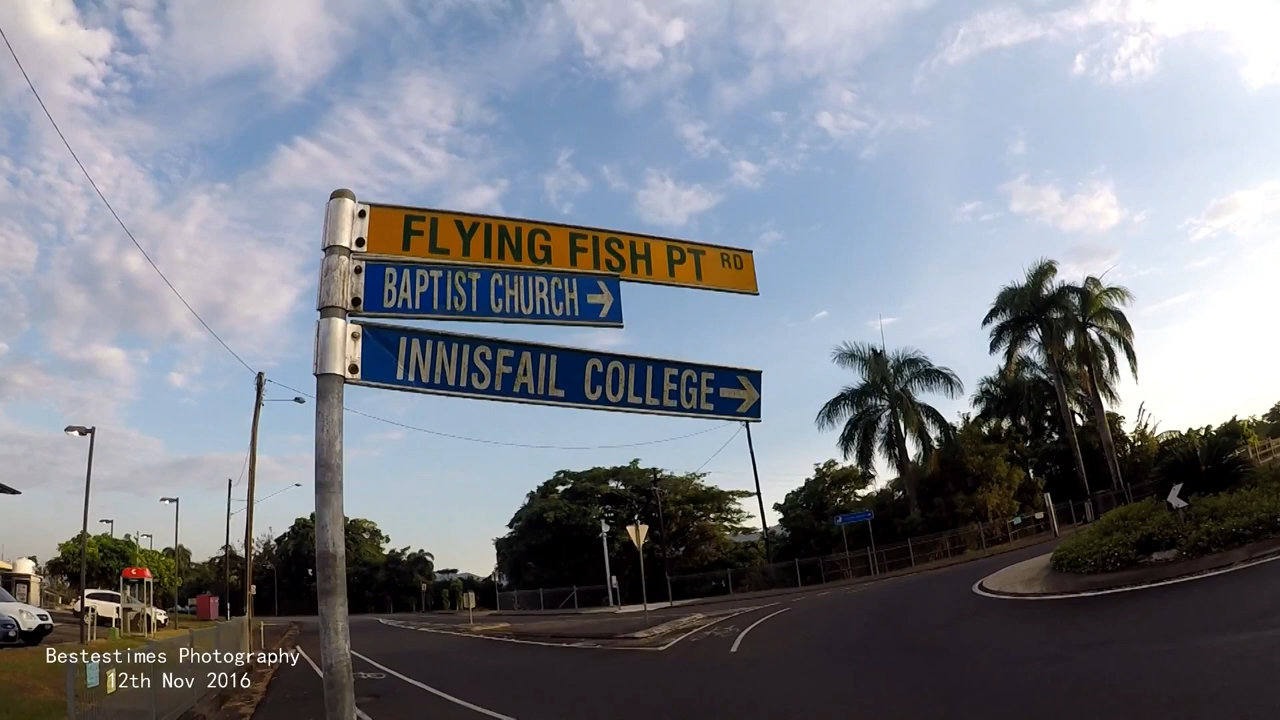 FLYING FISH PT RD
BAPTIST CHURCH →
INNISFAIL COLLEGE →
Bestestimes Photography
12th Nov 2016